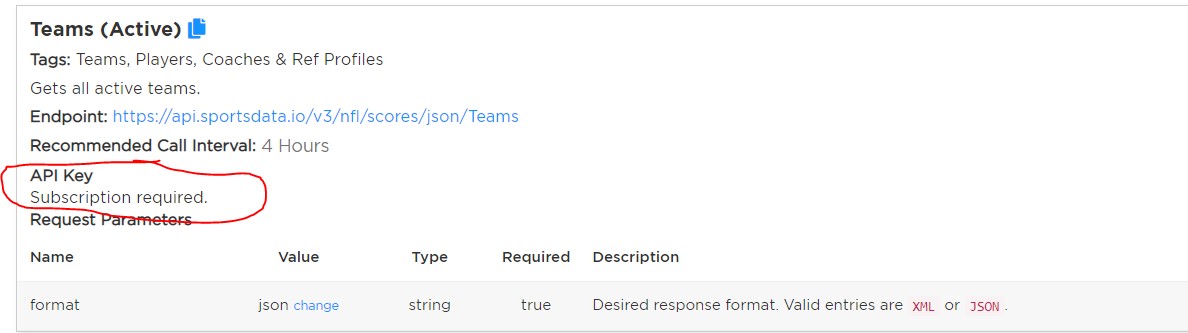 Teams (Active)
Tags: Teams, Players, Coaches & Ref Profiles
Gets all active teams.
Endpoint: https://api.sportsdata.io/v3/nfl/scores/json/Teams
Recommended Call Interval: 4 Hours
API Key
Subscription required.
Request Parameters
Name Value Type Required Description
format json change string true Desired response format. Valid entries are XML or JSON.